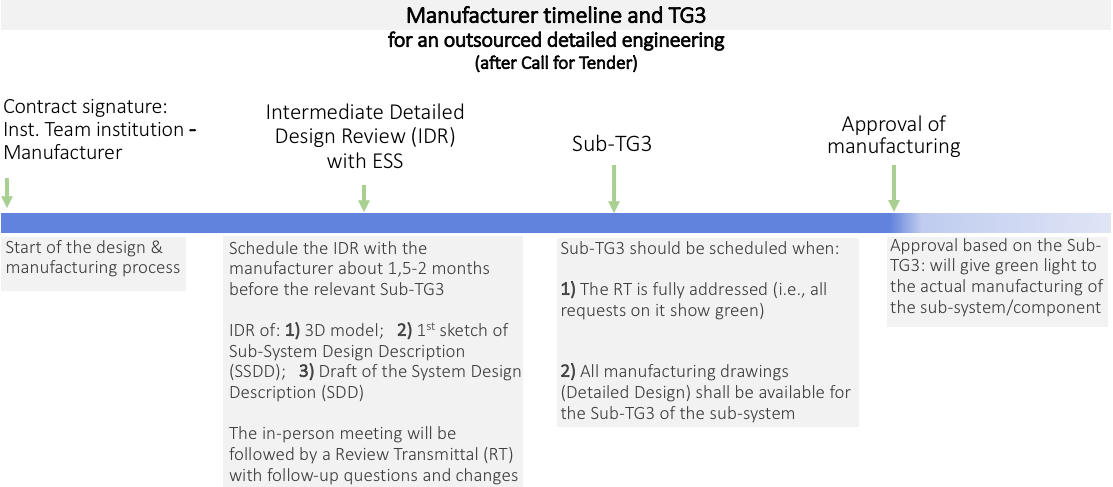 Manufacturer timeline and TG3
for an outsourced detailed engineering
(after Call for Tender)
Contract signature:
Inst. Team institution -
Manufacturer
Intermediate Detailed
Design Review (IDR)
with ESS
Sub-TG3
Approval of
manufacturing
Start of the design &
manufacturing process
Schedule the IDR with the
manufacturer about 1,5-2 months
before the relevant Sub-TG3
IDR of: 1) 3D model; 2) 1st sketch of
Sub-System Design Description
(SSDD); 3) Draft of the System Design
Description (SDD)
The in-person meeting will be
followed by a Review Transmittal (RT)
with follow-up questions and changes
Sub-TG3 should be scheduled when:
1) The RT is fully addressed (i.e., all
requests on it show green)
2) All manufacturing drawings
(Detailed Design) shall be available for
the Sub-TG3 of the sub-system
Approval based on the Sub-
TG3: will give green light to
the actual manufacturing of
the sub-system/component